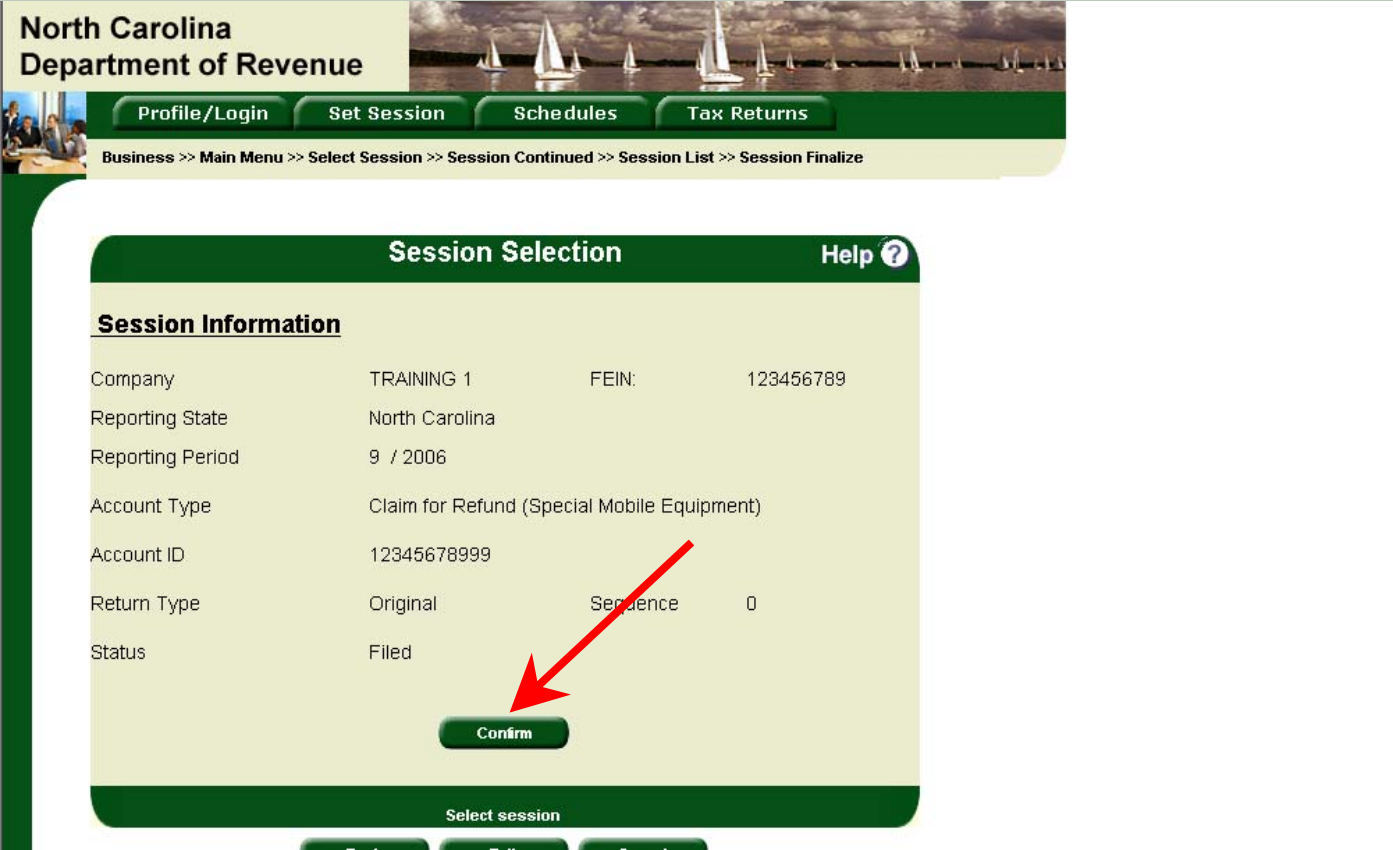 North Carolina
Department of Revenue
Profile/Login Set Session Schedules Tax Returns
Business >> Main Menu >> Select Session >> Session Continued >> Session List >> Session Finalize
Session Selection Help ?
Session Information
Company TRAINING 1 FEIN: 123456789
Reporting State North Carolina
Reporting Period 9 / 2006
Account Type Claim for Refund (Special Mobile Equipment)
Account ID 12345678999
Return Type Original Sequence 0
Status Filed
Confirm
Select session